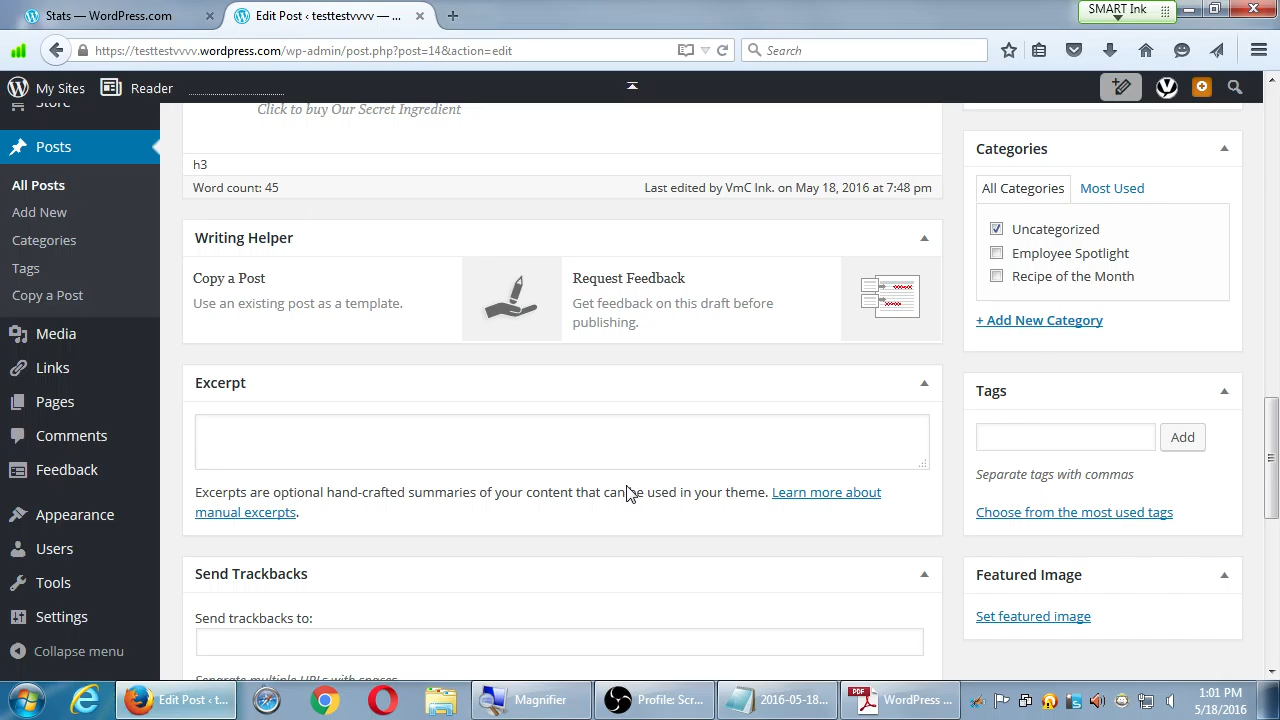 Stats — WordPress.com
Edit Post ‹ testtestvvvv — ...
SMART Ink
https://testtestvvvv.wordpress.com/wp-admin/post.php?post=14&action=edit
Search
My Sites
Reader
Store
Posts
All Posts
Add New
Categories
Tags
Copy a Post
Media
Links
Pages
Comments
Feedback
Appearance
Users
Tools
Settings
Collapse menu
Click to buy Our Secret Ingredient
h3
Word count: 45
Last edited by VmC Ink. on May 18, 2016 at 7:48 pm
Writing Helper
Copy a Post
Use an existing post as a template.
Request Feedback
Get feedback on this draft before
publishing.
Excerpt
Excerpts are optional hand-crafted summaries of your content that can be used in your theme. Learn more about
manual excerpts.
Send Trackbacks
Send trackbacks to:
Separate multiple URLs with spaces
Categories
All Categories
Most Used
Uncategorized
Employee Spotlight
Recipe of the Month
+ Add New Category
Tags
Add
Separate tags with commas
Choose from the most used tags
Featured Image
Set featured image
Edit Post ‹ t...
Magnifier
Profile: Scr...
2016-05-18...
PDF
WordPress ...
1:01 PM
5/18/2016